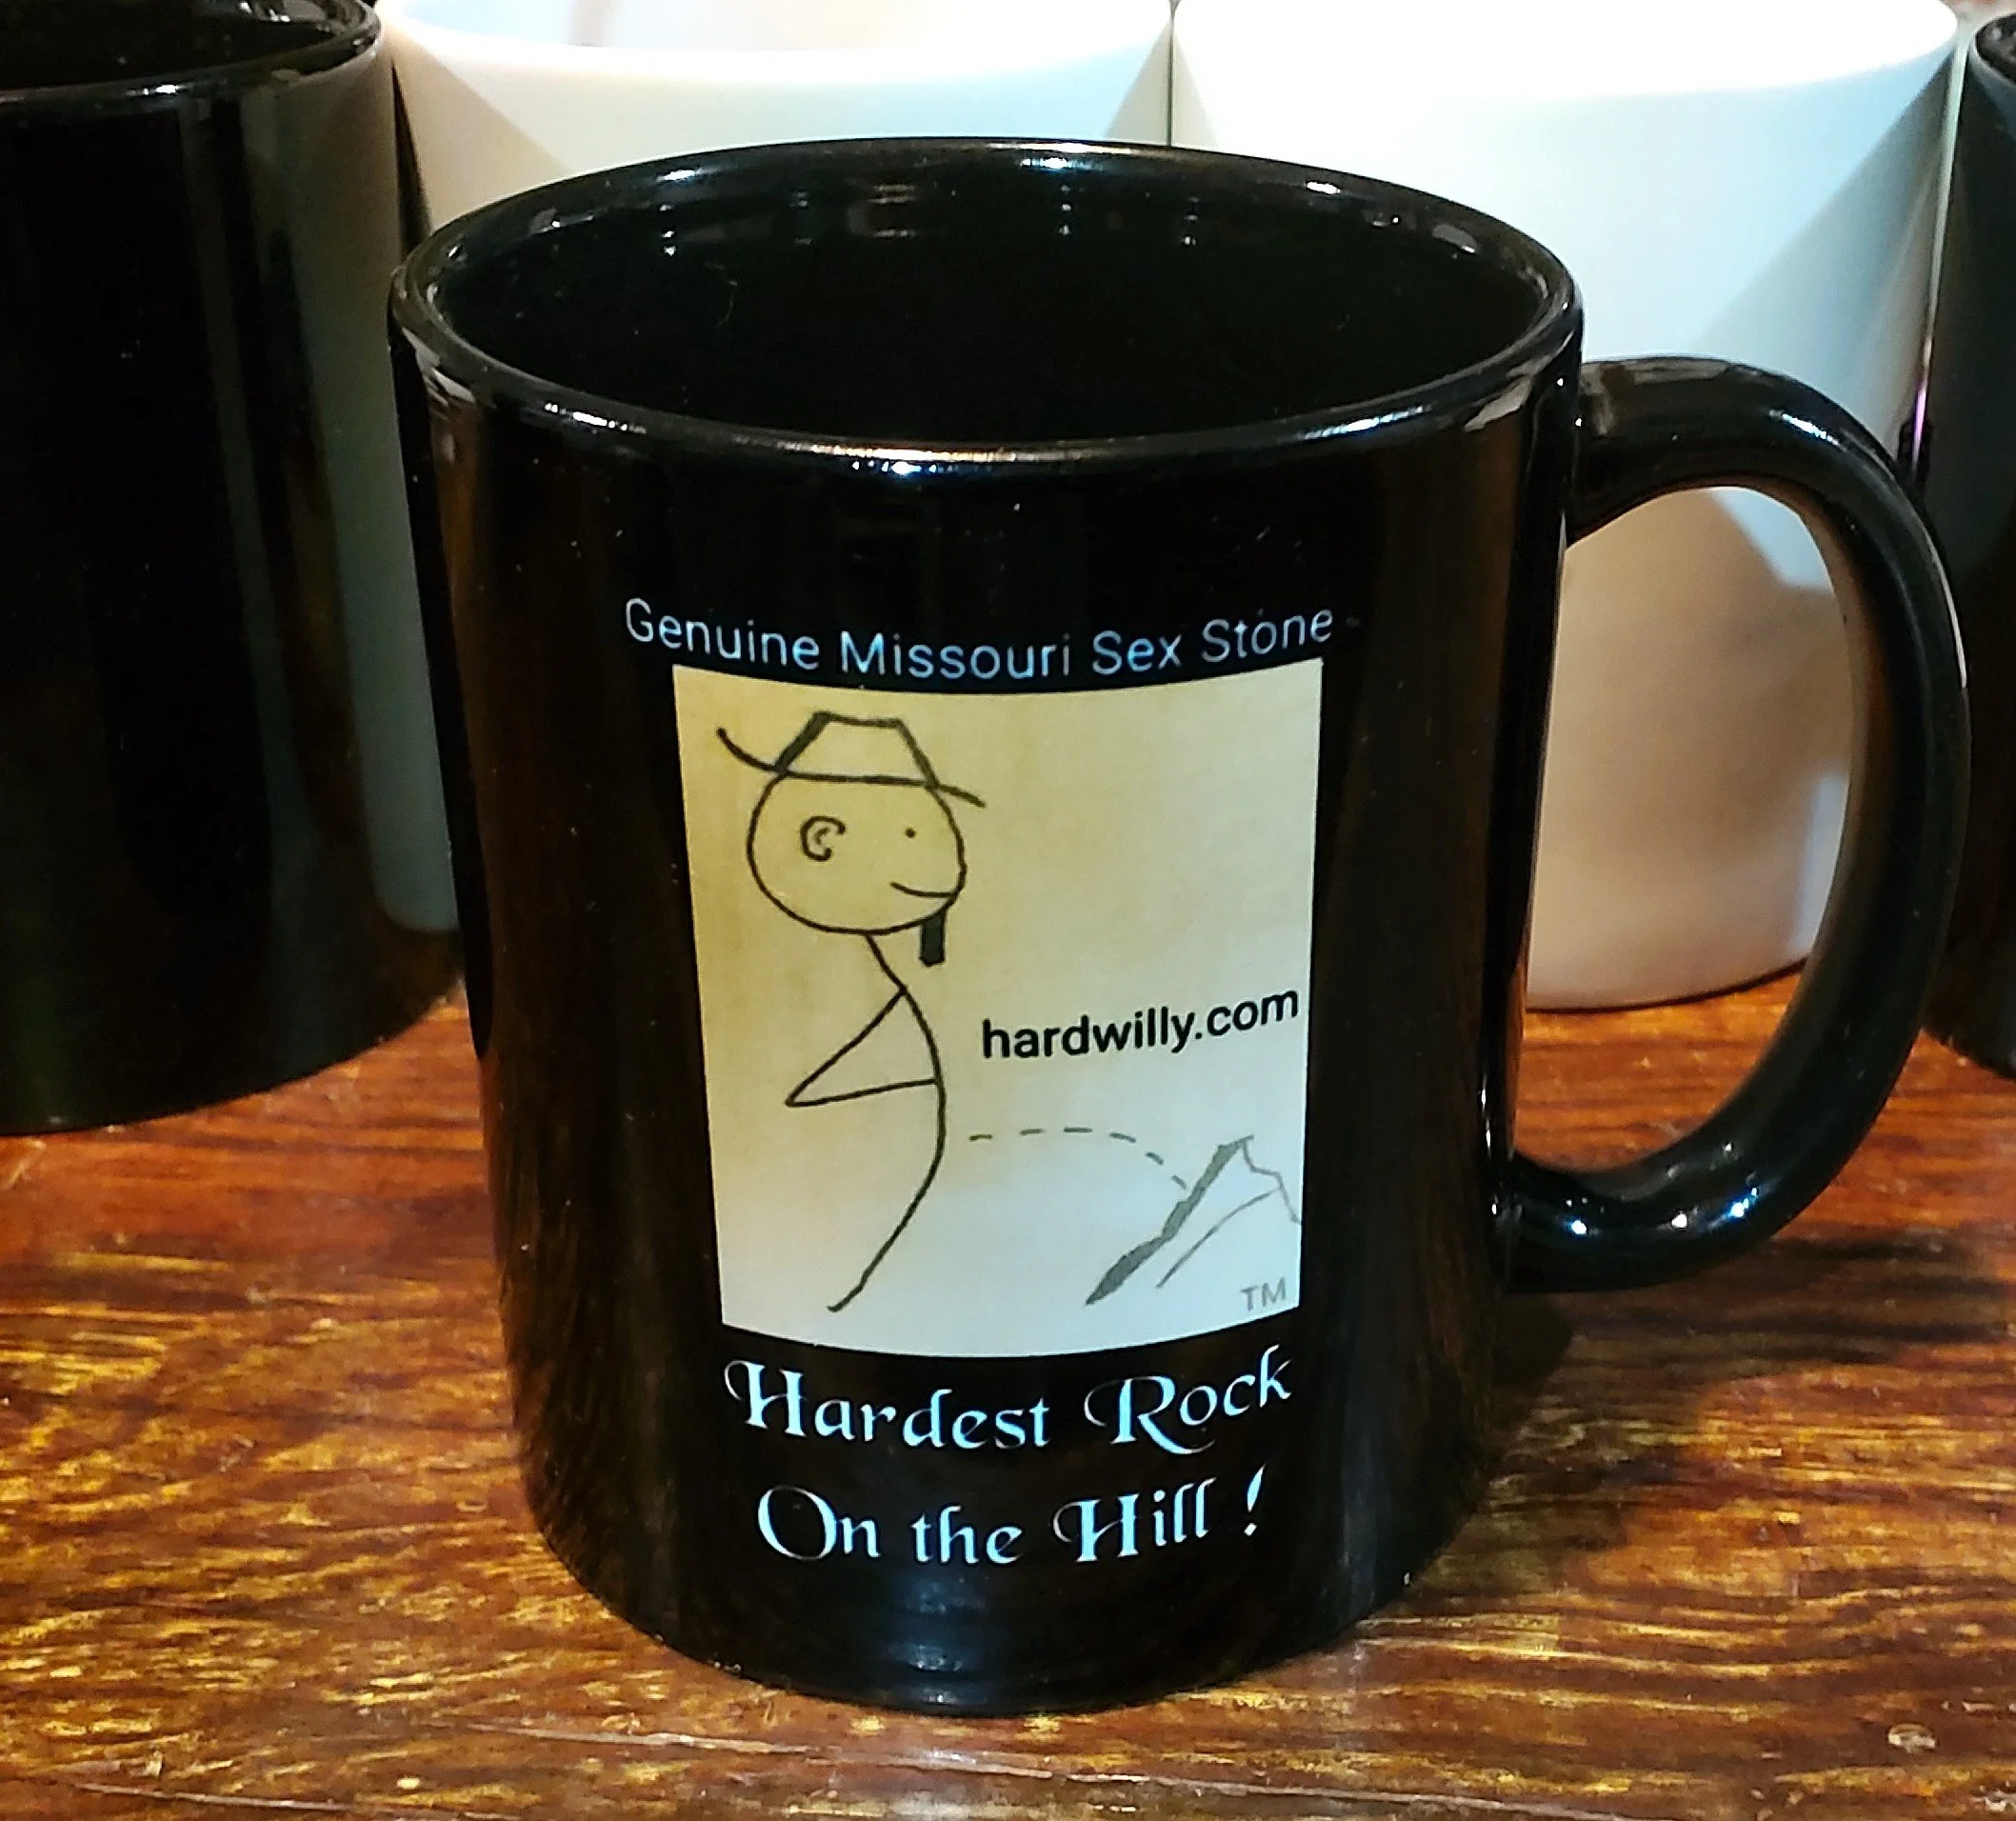 Genuine Missouri Sex Stone
hardwilly.com
TM
Hardest Rock
On the Hill !